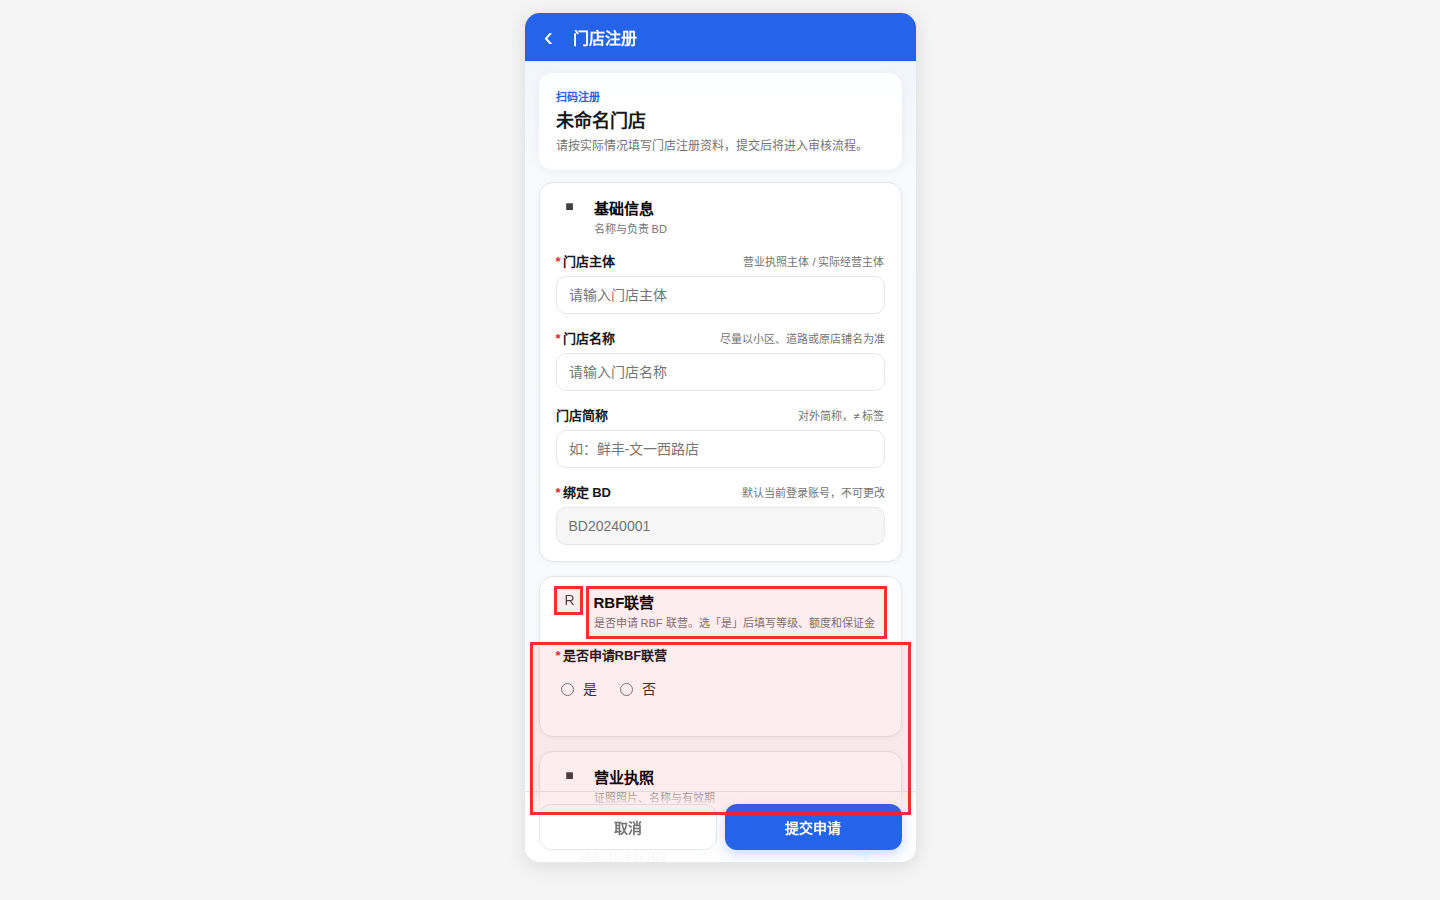 门店注册
扫码注册
未命名门店
请按实际情况填写门店注册资料，提交后将进入审核流程。
基础信息
名称与负责 BD
* 门店主体 营业执照主体 / 实际经营主体
请输入门店主体
* 门店名称 尽量以小区、道路或原店铺名为准
请输入门店名称
门店简称 对外简称，≠ 标签
如：鲜丰-文一西路店
* 绑定 BD 默认当前登录账号，不可更改
BD20240001
R RBF联营
是否申请 RBF 联营。选「是」后填写等级、额度和保证金
* 是否申请RBF联营
是 否
营业执照
证照照片、名称与有效期
取消 提交申请